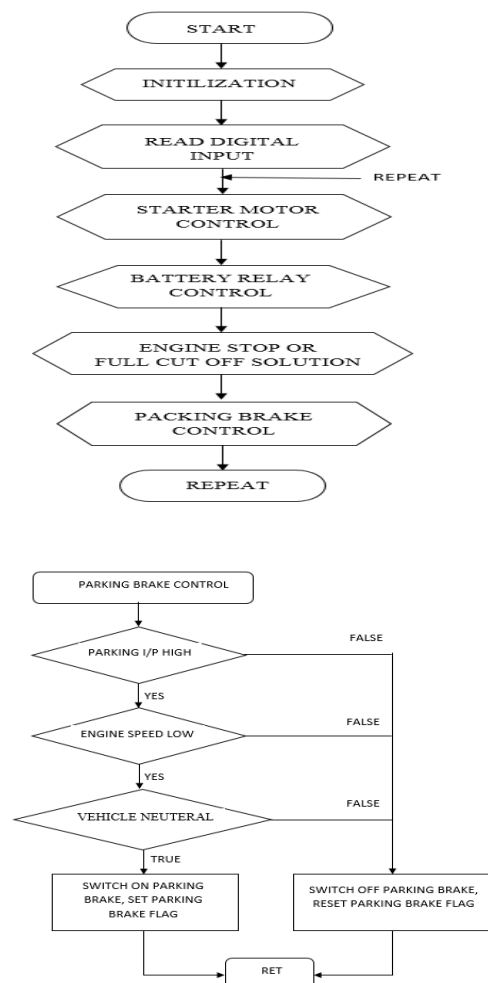 START
INITILIZATION
READ DIGITAL
INPUT
REPEAT
STARTER MOTOR
CONTROL
BATTERY RELAY
CONTROL
ENGINE STOP OR
FULL CUT OFF SOLUTION
PACKING BRAKE
CONTROL
REPEAT
PARKING BRAKE CONTROL
PARKING I/P HIGH
FALSE
YES
ENGINE SPEED LOW
FALSE
YES
VEHICLE NEUTERAL
FALSE
TRUE
SWITCH ON PARKING
BRAKE, SET PARKING
BRAKE FLAG
SWITCH OFF PARKING BRAKE,
RESET PARKING BRAKE FLAG
RET